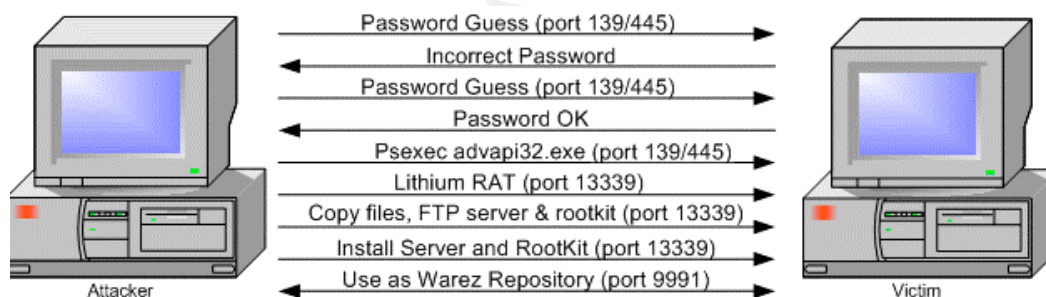 Password Guess (port 139/445)
Incorrect Password
Password Guess (port 139/445)
Password OK
Psexec advapi32.exe (port 139/445)
Lithium RAT (port 13339)
Copy files, FTP server & rootkit (port 13339)
Install Server and RootKit (port 13339)
Use as Warez Repository (port 9991)
Attacker
Victim